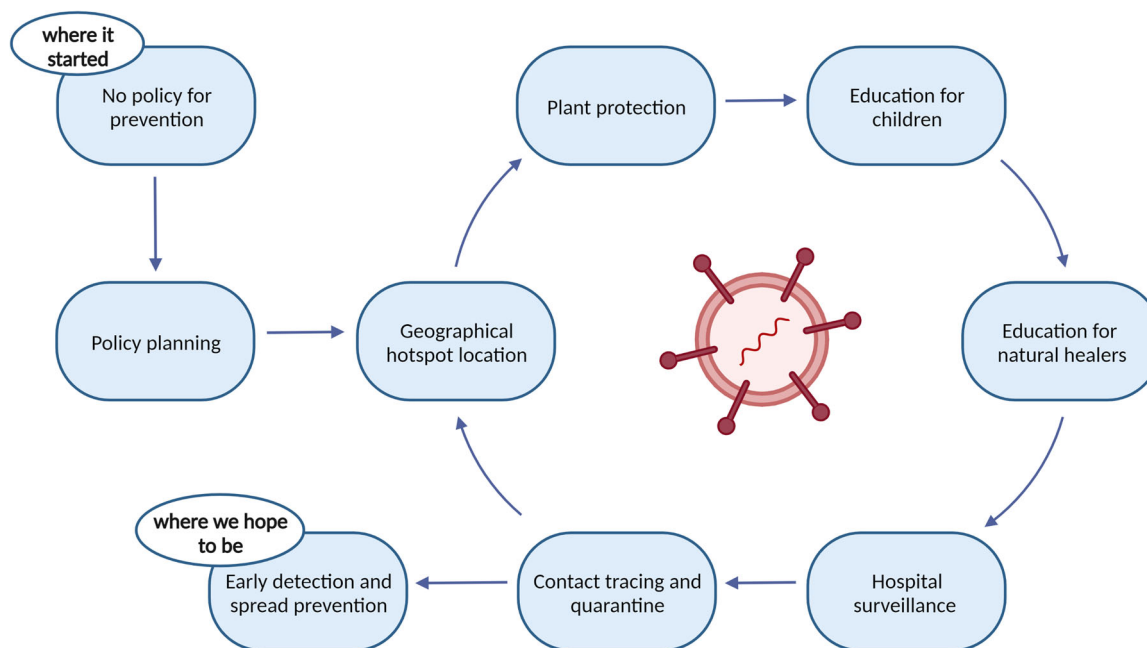 where it
started
No policy for
prevention
Plant protection
Education for
children
Policy planning
Geographical
hotspot location
Education for
natural healers
where we hope
to be
Early detection and
spread prevention
Contact tracing and
quarantine
Hospital
surveillance